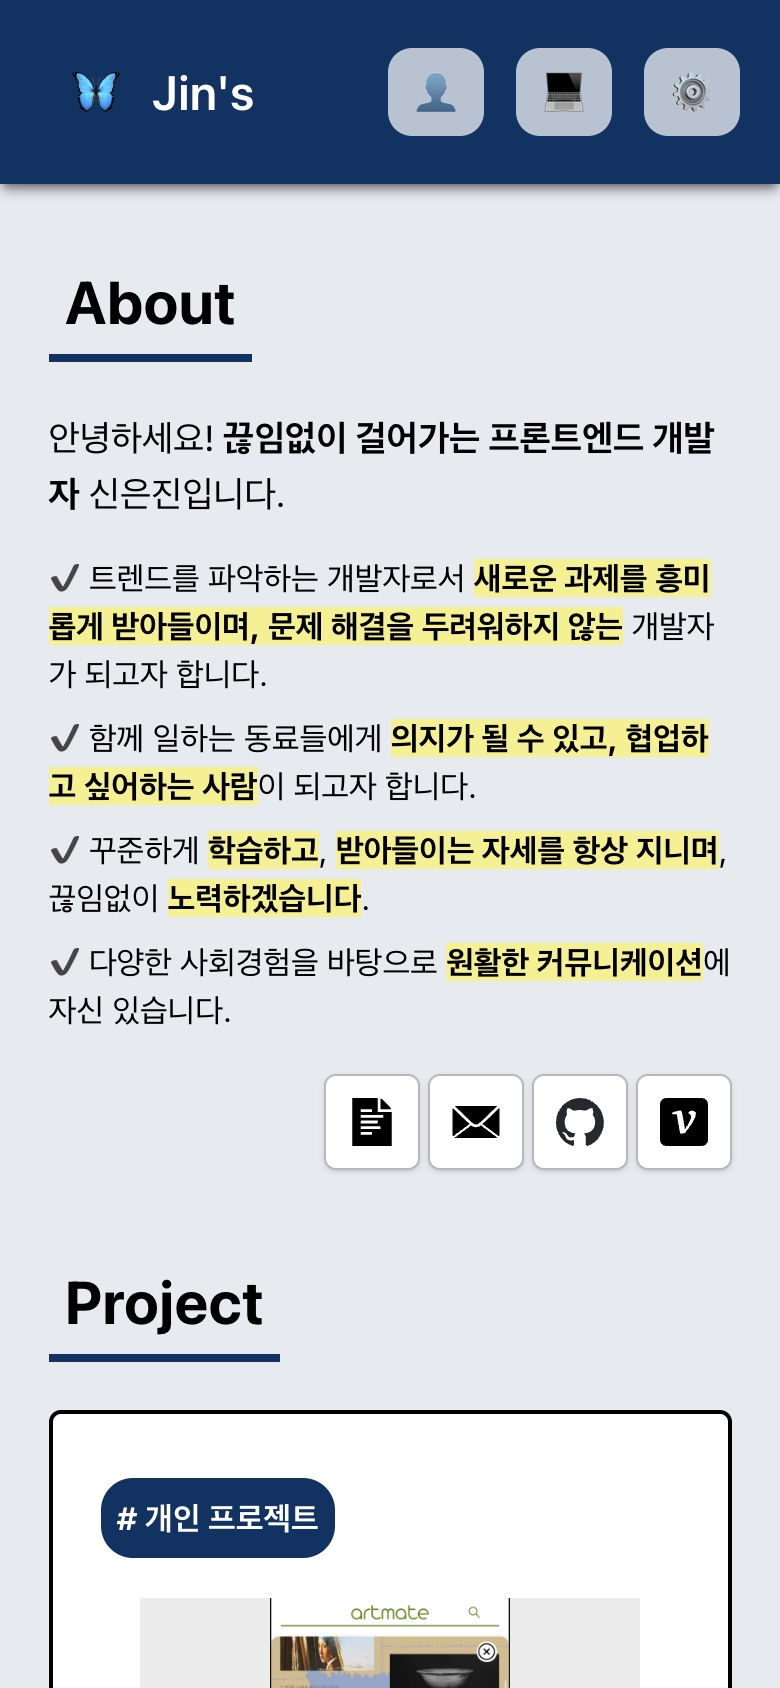 Jin's
About
안녕하세요! 끊임없이 걸어가는 프론트엔드 개발
자 신은진입니다.
✔ 트렌드를 파악하는 개발자로서 새로운 과제를 흥미
롭게 받아들이며, 문제 해결을 두려워하지 않는 개발자
가 되고자 합니다.
✔ 함께 일하는 동료들에게 의지가 될 수 있고, 협업하
고 싶어하는 사람이 되고자 합니다.
✔ 꾸준하게 학습하고, 받아들이는 자세를 항상 지니며,
끊임없이 노력하겠습니다.
✔ 다양한 사회경험을 바탕으로 원활한 커뮤니케이션에
자신 있습니다.
Project
# 개인 프로젝트
artmate